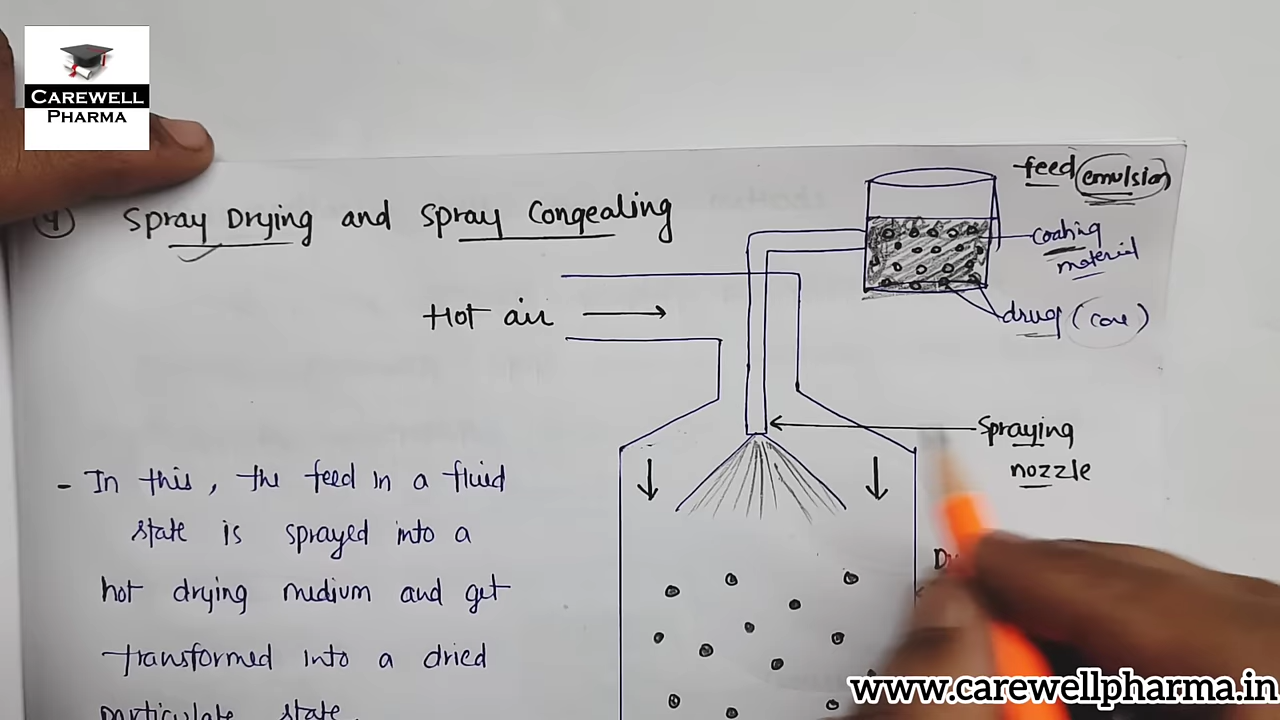 CAREWELL
PHARMA
4
Spray Drying and Spray Congealing
feed emulsion
coating
material
drug (core)
Hot air
Spraying
nozzle
- In this, the feed in a fluid
state is sprayed into a
hot drying medium and get
transformed into a dried
particulate state.
www.carewellpharma.in